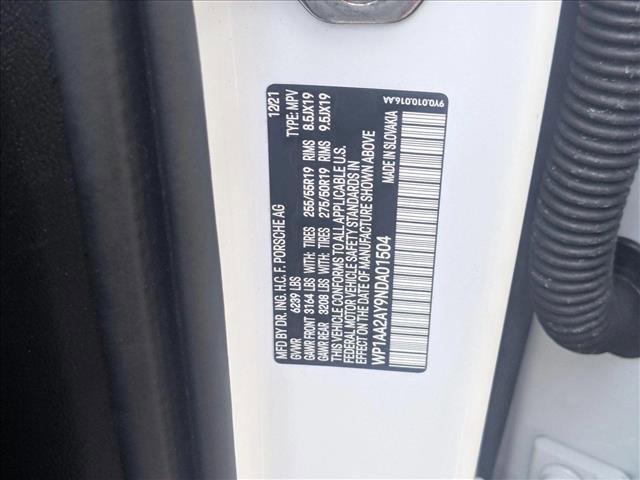 MFD BY DR. ING. H.C. F. PORSCHE AG 12/21
GVWR 6239 LBS TYPE: MPV
GAWR FRONT 3164 LBS WITH: TIRES 255/55R19 RIMS 8.5JX19
GAWR REAR 3208 LBS WITH: TIRES 275/50R19 RIMS 9.5JX19
THIS VEHICLE CONFORMS TO ALL APPLICABLE U.S.
FEDERAL MOTOR VEHICLE SAFETY STANDARDS IN
EFFECT ON THE DATE OF MANUFACTURE SHOWN ABOVE
WP1AA2AY9NDA01504 MADE IN SLOVAKIA
9Y0.010.016.AA